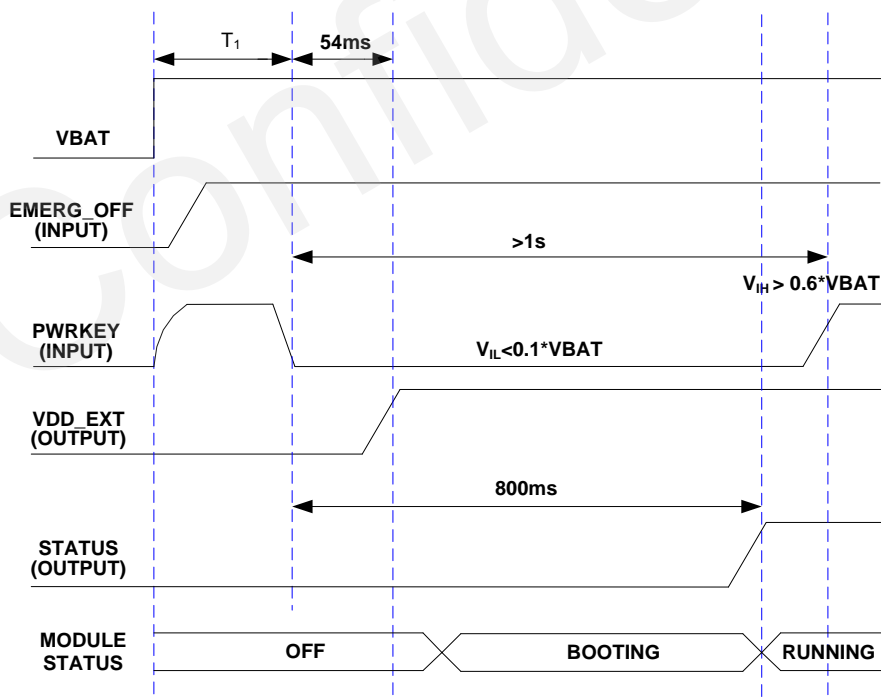 T1
54ms
VBAT
EMERG_OFF
(INPUT)
>1s
VIH > 0.6*VBAT
PWRKEY
(INPUT)
VIL<0.1*VBAT
VDD_EXT
(OUTPUT)
800ms
STATUS
(OUTPUT)
MODULE
STATUS
OFF
BOOTING
RUNNING
Confide